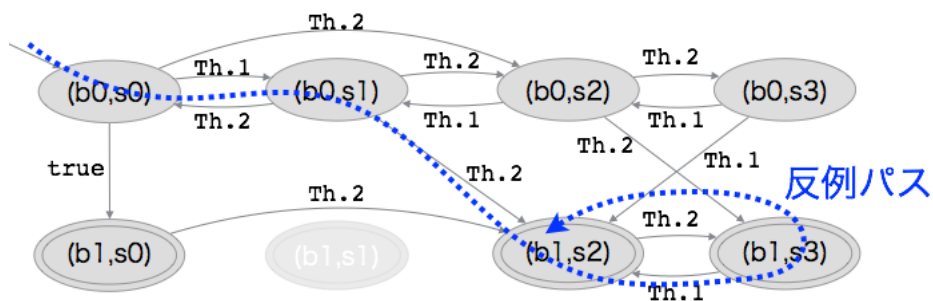 Th.2
Th.1
Th.2
Th.2
(b0,s0)
(b0,s1)
(b0,s2)
(b0,s3)
Th.2
Th.1
Th.1
true
Th.2
Th.2
Th.1
Th.2
反例パス
Th.2
(b1,s0)
(b1,s1)
(b1,s2)
(b1,s3)
Th.1